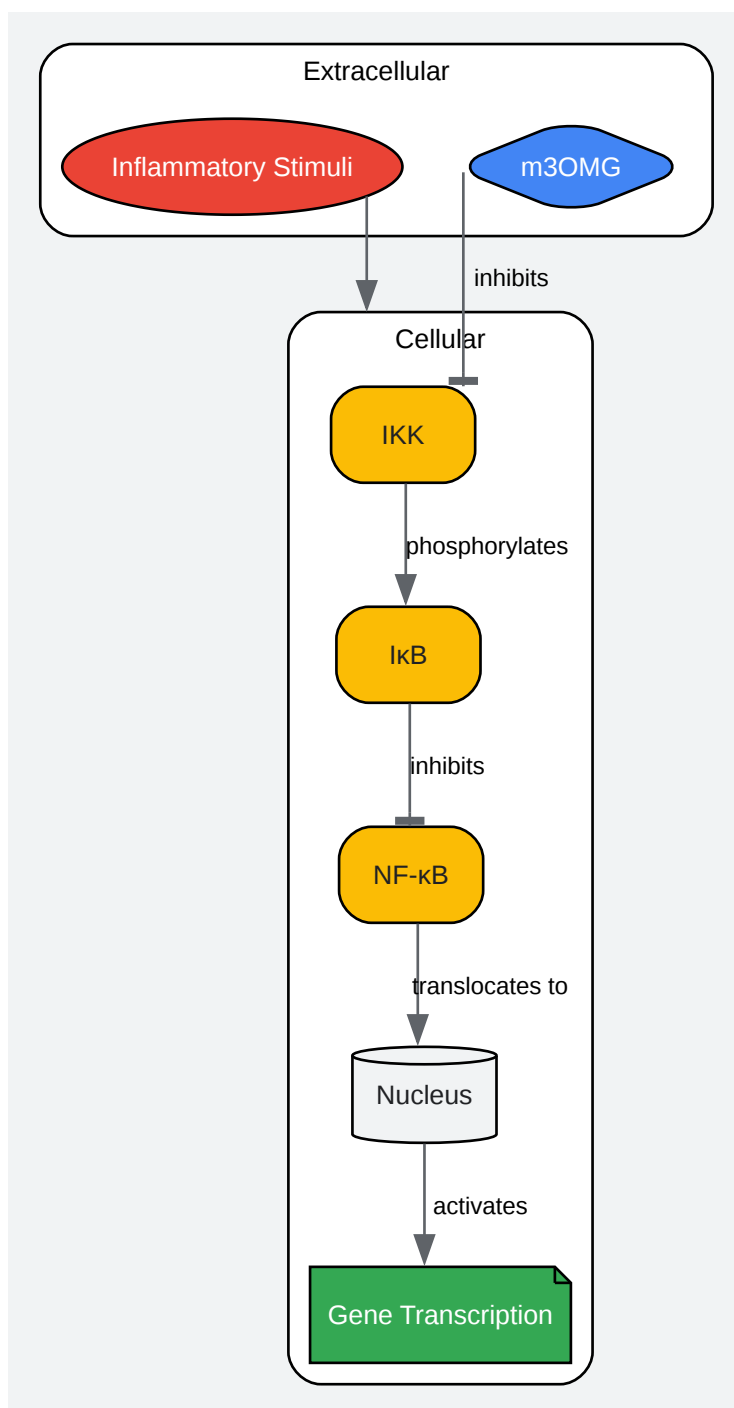 Extracellular
Inflammatory Stimuli
m3OMG
inhibits
Cellular
IKK
phosphorylates
IκB
inhibits
NF-κB
translocates to
Nucleus
activates
Gene Transcription